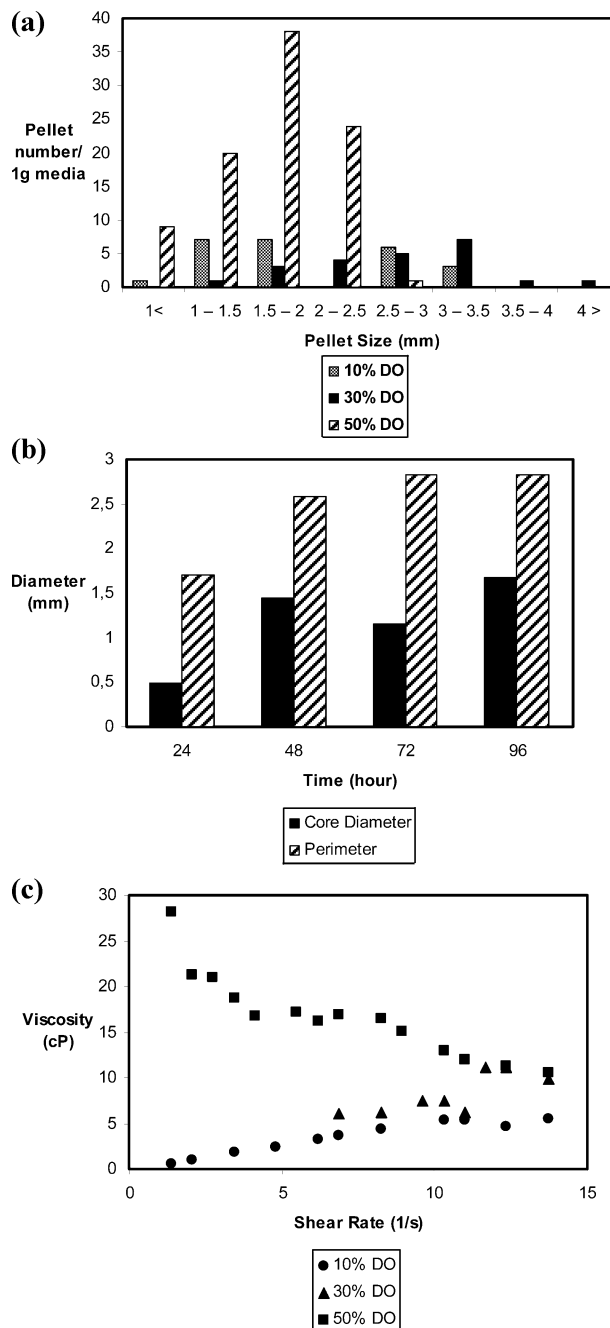 (a)
40
35
30
25
20
15
10
5
0
Pellet
number/
1g media
1< 1 – 1.5 1.5 – 2 2 – 2.5 2.5 – 3 3 – 3.5 3.5 – 4 4 >
Pellet Size (mm)
10% DO
30% DO
50% DO
(b)
3
2,5
2
1,5
1
0,5
0
Diameter
(mm)
24 48 72 96
Time (hour)
Core Diameter
Perimeter
(c)
30
25
20
15
10
5
0
Viscosity
(cP)
0 5 10 15
Shear Rate (1/s)
10% DO
30% DO
50% DO